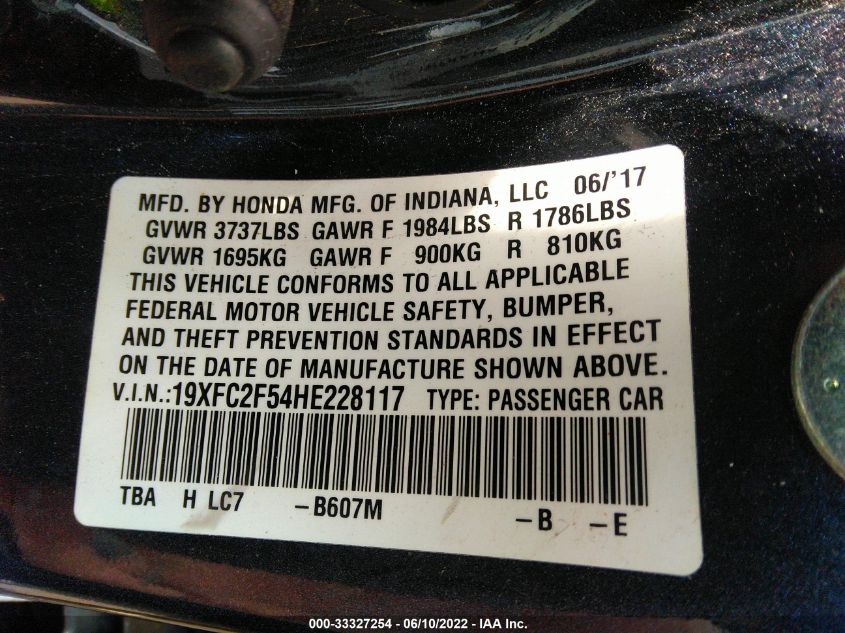 MFD. BY HONDA MFG. OF INDIANA, LLC 06/'17
GVWR 3737LBS GAWR F 1984LBS R 1786LBS
GVWR 1695KG GAWR F 900KG R 810KG
THIS VEHICLE CONFORMS TO ALL APPLICABLE
FEDERAL MOTOR VEHICLE SAFETY, BUMPER,
AND THEFT PREVENTION STANDARDS IN EFFECT
ON THE DATE OF MANUFACTURE SHOWN ABOVE.
V.I.N.:19XFC2F54HE228117 TYPE: PASSENGER CAR
TBA H LC7 -B607M -B -E
000-33327254 - 06/10/2022 - IAA Inc.